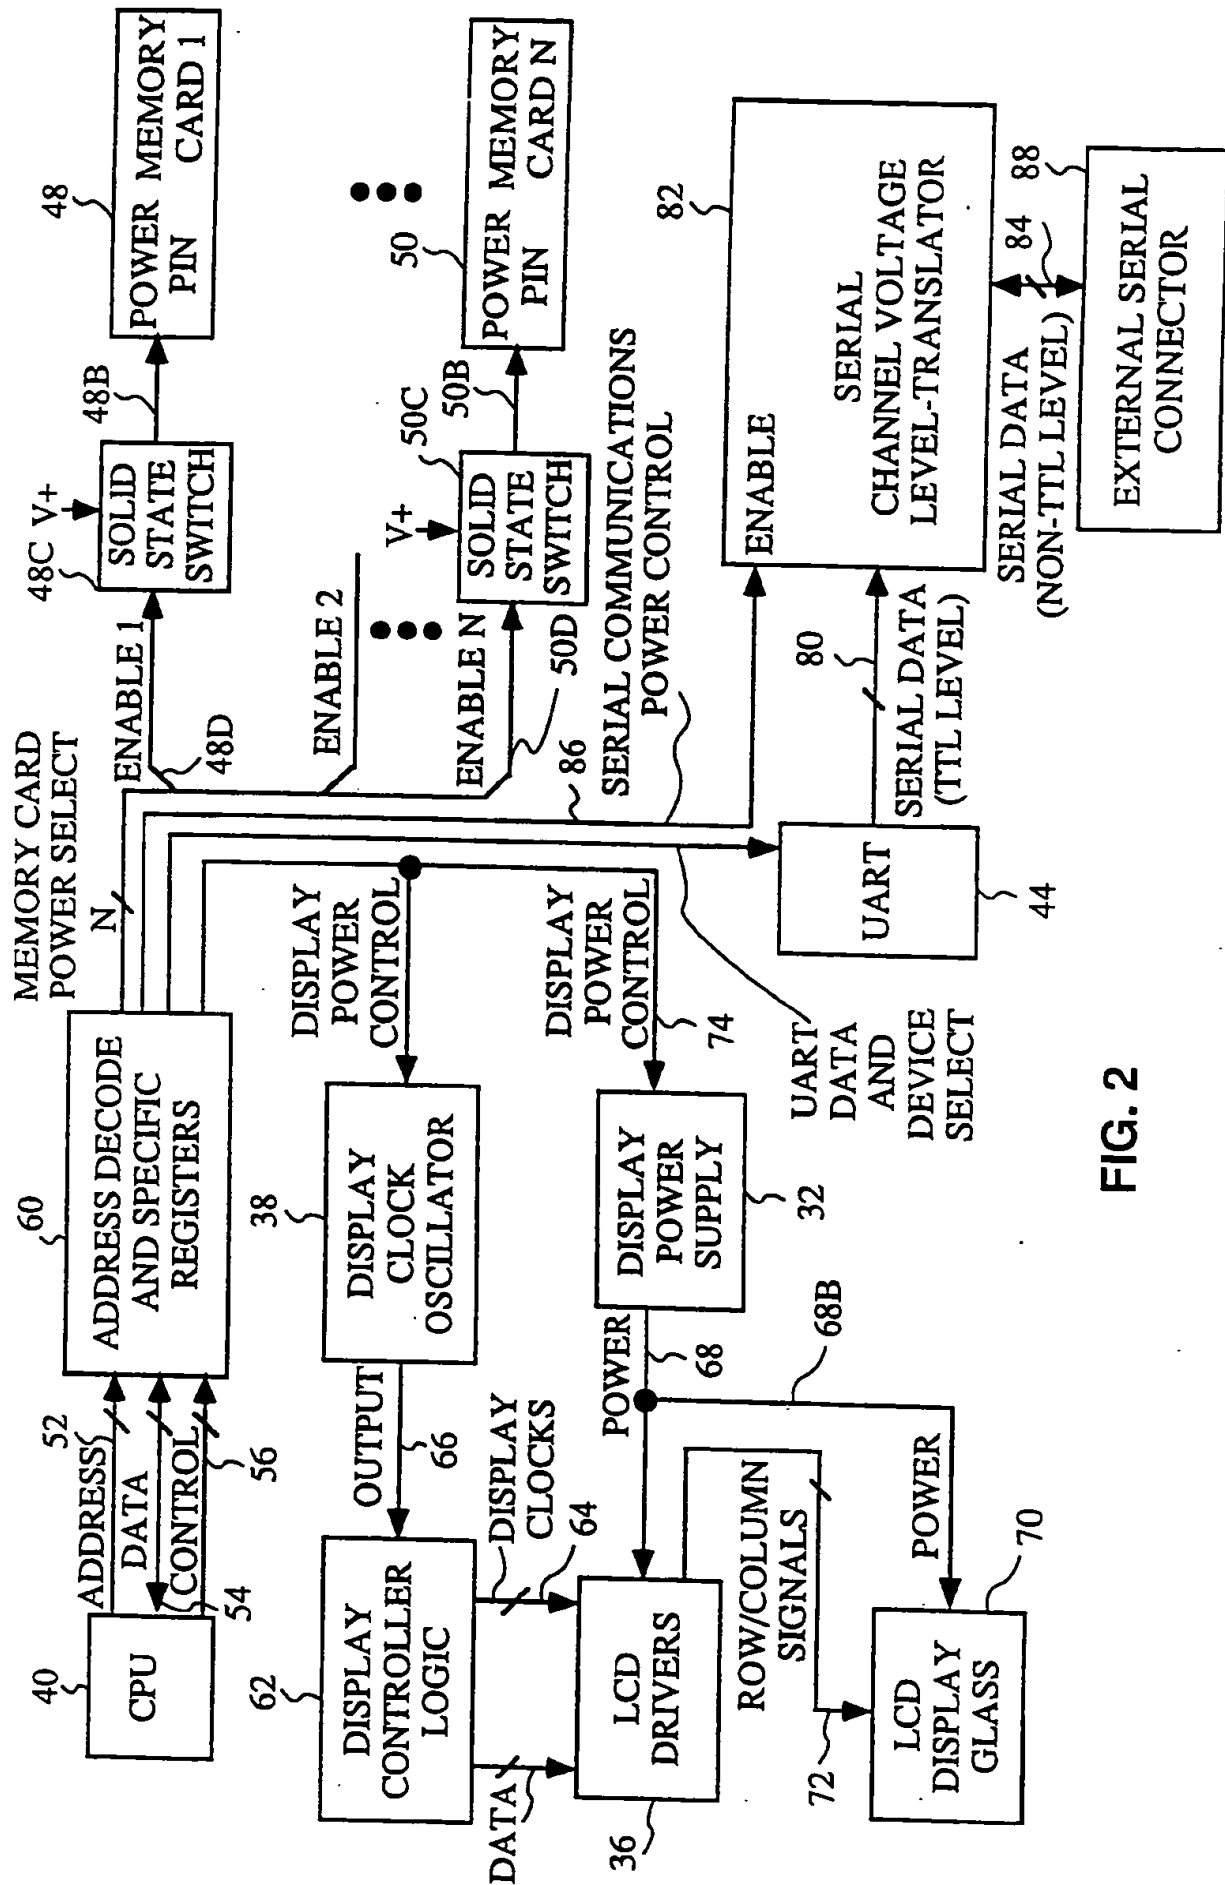 MEMORY CARD
POWER SELECT
N
40
CPU
ADDRESS
52
DATA
54
CONTROL
56
60
ADDRESS DECODE
AND SPECIFIC
REGISTERS
ENABLE 1
48D
48C
V+
SOLID
STATE
SWITCH
48B
48
POWER
PIN
MEMORY
CARD 1
ENABLE 2
ENABLE N
50D
V+
50C
SOLID
STATE
SWITCH
50B
50
POWER
PIN
MEMORY
CARD N
86
SERIAL COMMUNICATIONS
POWER CONTROL
62
DISPLAY
CONTROLLER
LOGIC
OUTPUT
66
38
DISPLAY
CLOCK
OSCILLATOR
DISPLAY
POWER
CONTROL
DISPLAY
POWER
CONTROL
74
DATA
DISPLAY
CLOCKS
64
36
LCD
DRIVERS
POWER
68
DISPLAY
POWER
SUPPLY
32
68B
ROW/COLUMN
SIGNALS
72
POWER
LCD
DISPLAY
GLASS
70
UART
DATA
AND
DEVICE
SELECT
UART
44
80
SERIAL DATA
(TTL LEVEL)
82
ENABLE
SERIAL
CHANNEL VOLTAGE
LEVEL-TRANSLATOR
SERIAL DATA
(NON-TTL LEVEL)
84
88
EXTERNAL SERIAL
CONNECTOR
FIG. 2